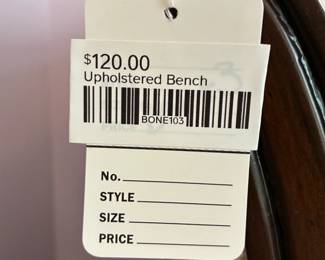 $120.00
Upholstered Bench
BONE103
No.
STYLE
SIZE
PRICE